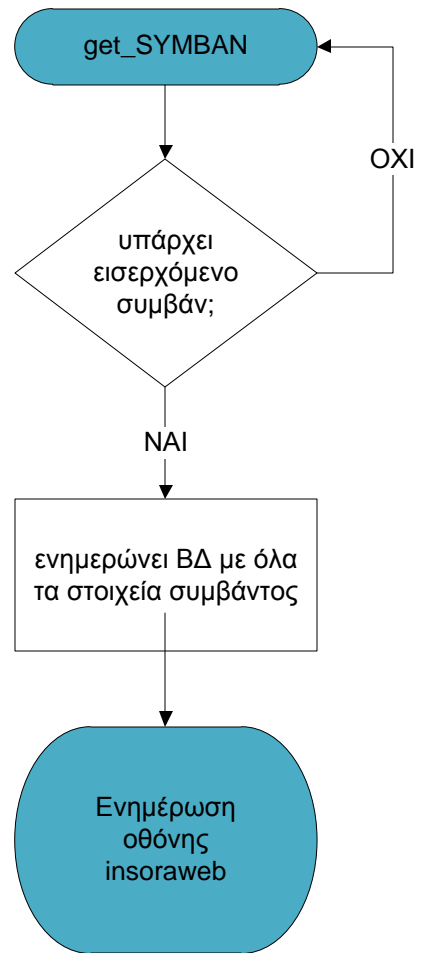 get_SYMBAN
ΟΧΙ
υπάρχει
εισερχόμενο
συμβάν;
ΝΑΙ
ενημερώνει ΒΔ με όλα
τα στοιχεία συμβάντος
Ενημέρωση
οθόνης
insoraweb